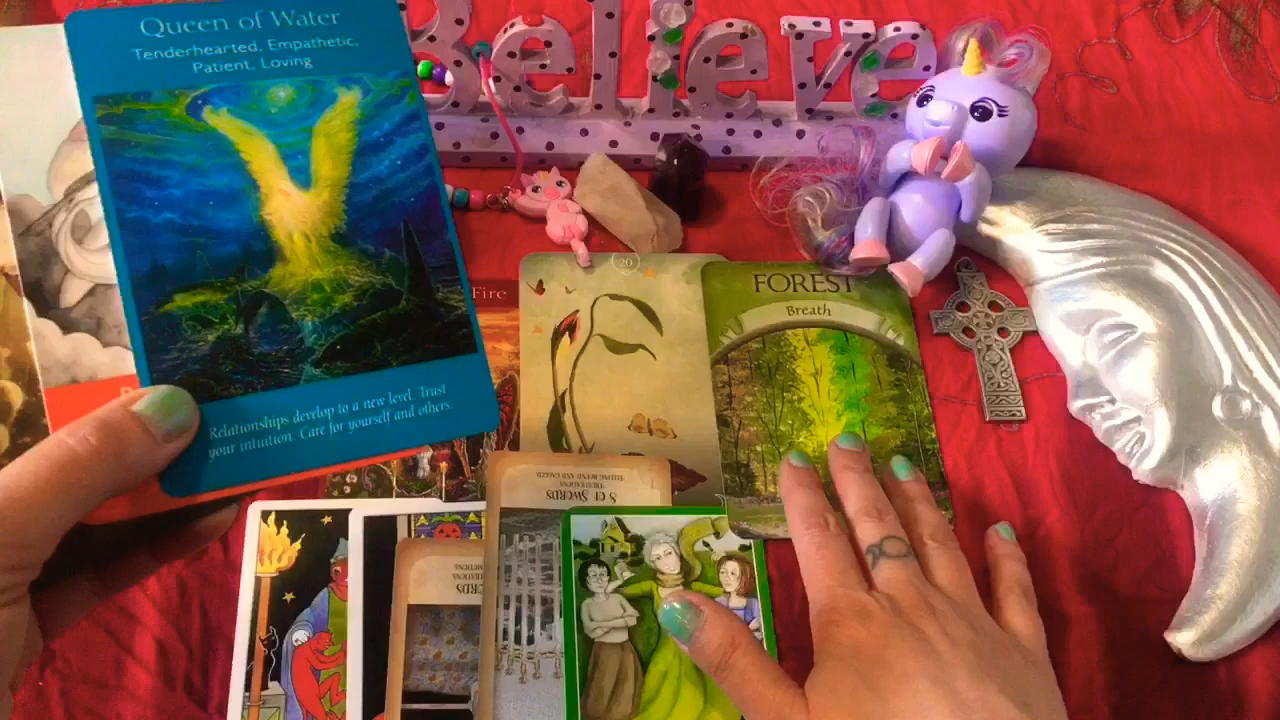 Queen of Water
Tenderhearted, Empathetic,
Patient, Loving
Relationships develop to a new level. Trust
your intuition. Care for yourself and others.
Believe
Fire
20
FOREST
Breath
8 OF SWORDS